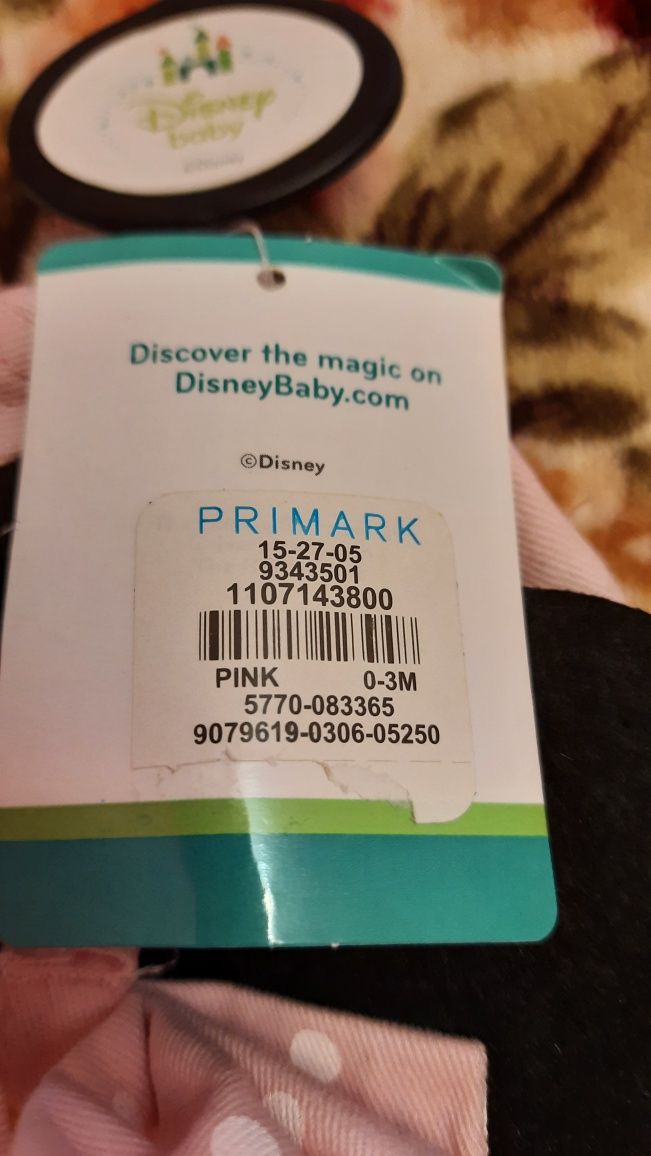 Disney
baby
Discover the magic on
DisneyBaby.com
©Disney
PRIMARK
15-27-05
9343501
1107143800
PINK 0-3M
5770-083365
9079619-0306-05250